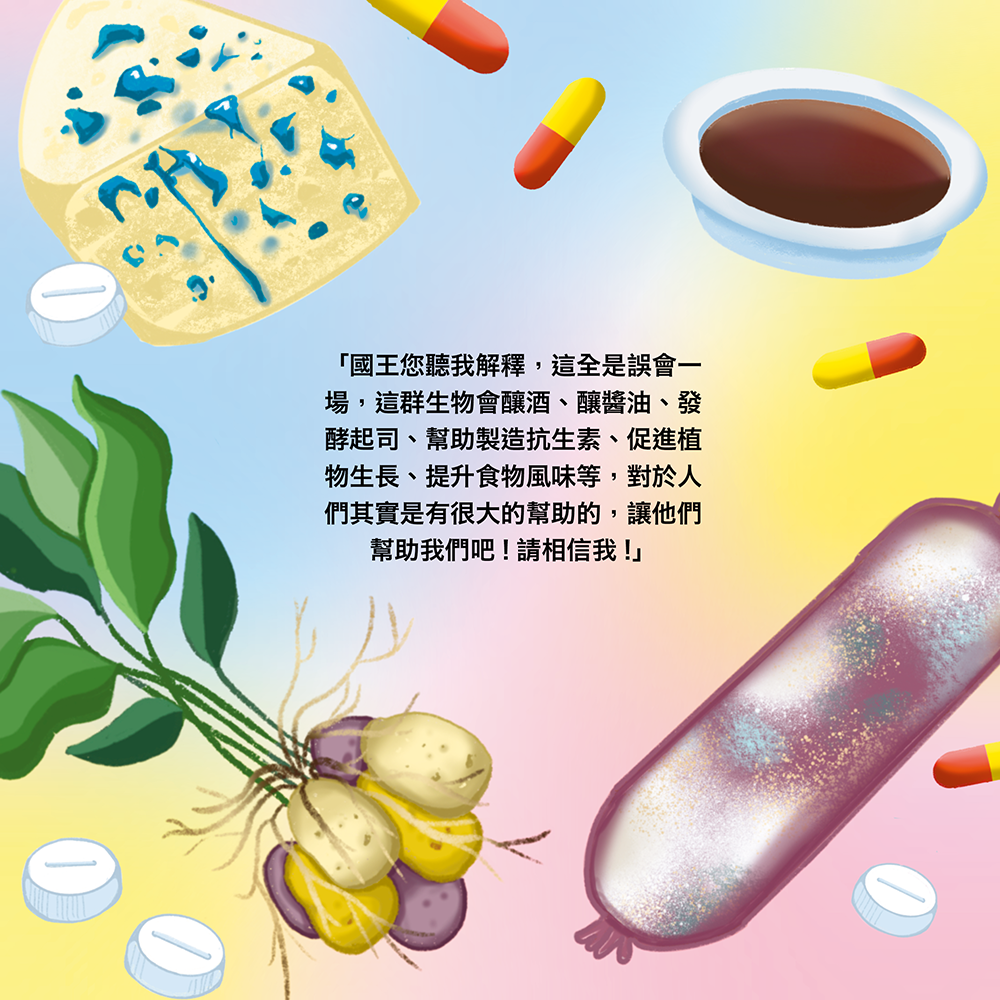 「國王您聽我解釋，這全是誤會一
場，這群生物會釀酒、釀醬油、發
酵起司、幫助製造抗生素、促進植
物生長、提升食物風味等，對於人
們其實是有很大的幫助的，讓他們
幫助我們吧！請相信我！」